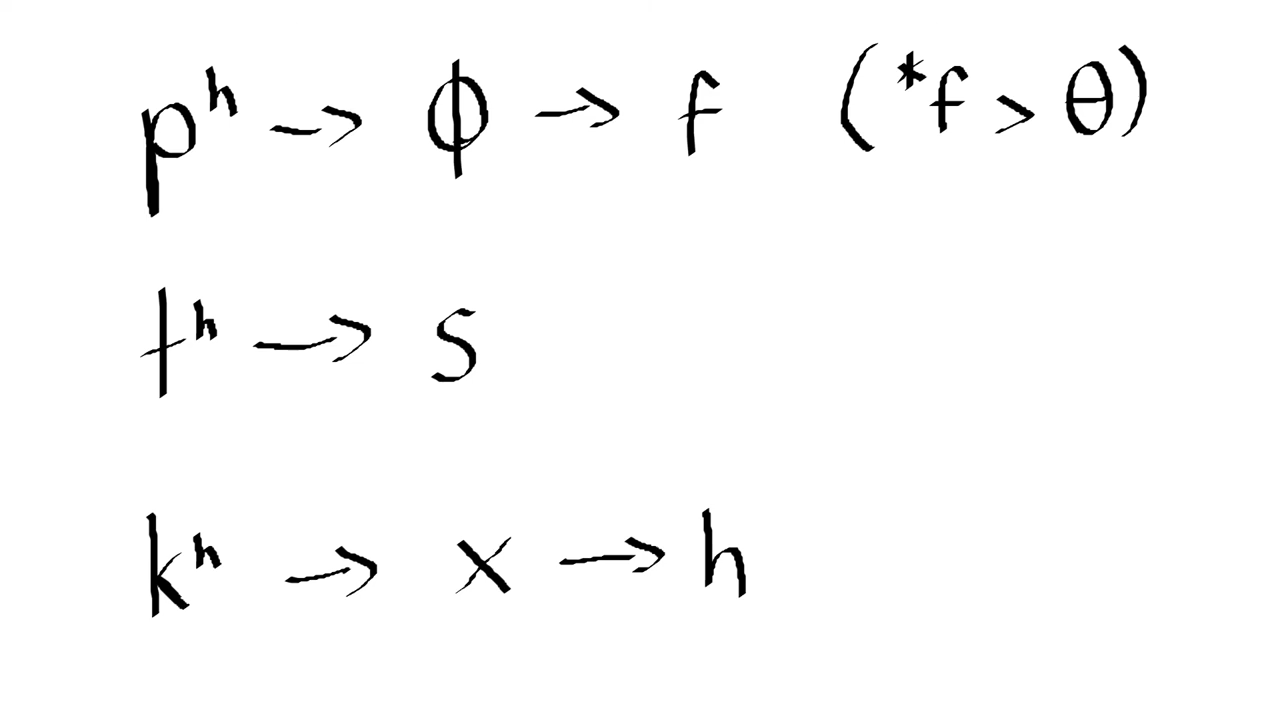 pʰ → ɸ → f (*f > θ)
tʰ → s
kʰ → x → h